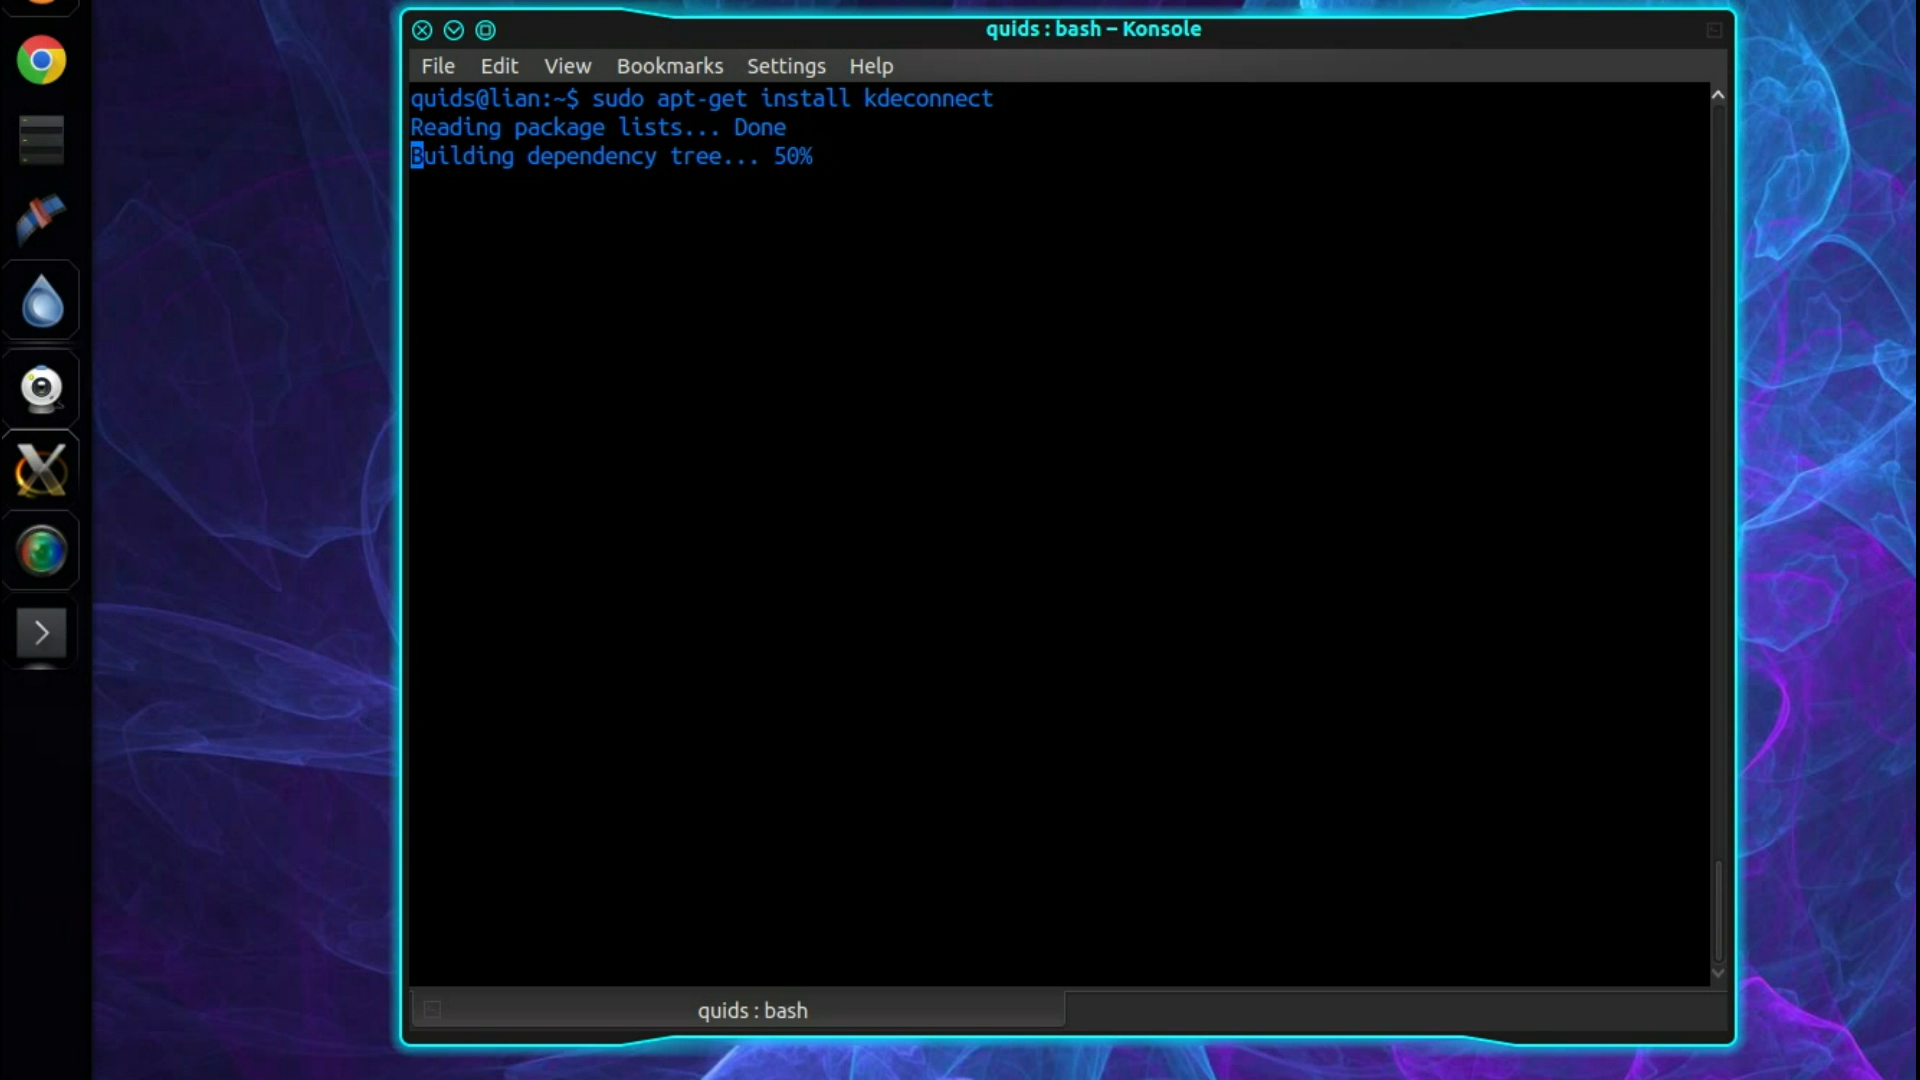 quids : bash – Konsole
File Edit View Bookmarks Settings Help
quids@lian:~$ sudo apt-get install kdeconnect
Reading package lists... Done
Building dependency tree... 50%
quids : bash